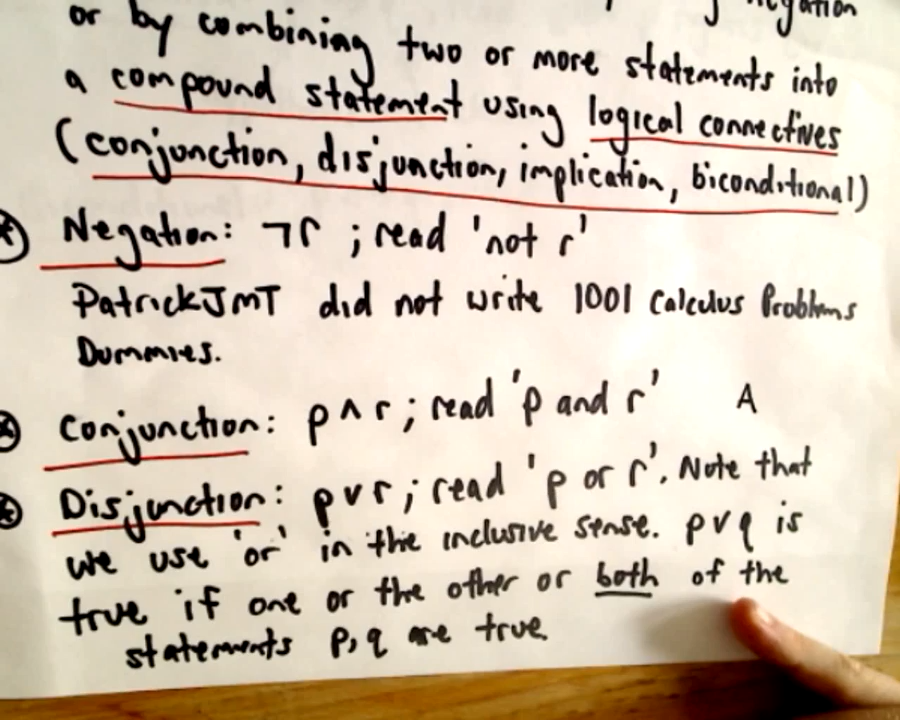 or by combining two or more statements into
a compound statement using logical connectives
(conjunction, disjunction, implication, biconditional)
Negation: ¬r ; read 'not r'
PatrickJMT did not write 1001 Calculus Problems
Dummies.
Conjunction: p ∧ r ; read 'p and r' A
Disjunction: p ∨ r ; read 'p or r'. Note that
we use 'or' in the inclusive sense. p ∨ q is
true if one or the other or both of the
statements p, q are true.